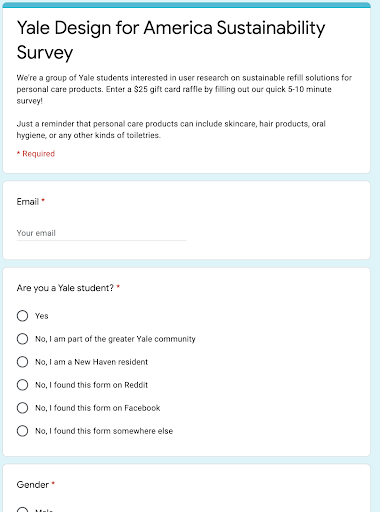 Yale Design for America Sustainability
Survey
We're a group of Yale students interested in user research on sustainable refill solutions for
personal care products. Enter a $25 gift card raffle by filling out our quick 5-10 minute
survey!
Just a reminder that personal care products can include skincare, hair products, oral
hygiene, or any other kinds of toiletries.
* Required
Email *
Your email
Are you a Yale student? *
Yes
No, I am part of the greater Yale community
No, I am a New Haven resident
No, I found this form on Reddit
No, I found this form on Facebook
No, I found this form somewhere else
Gender *
Male